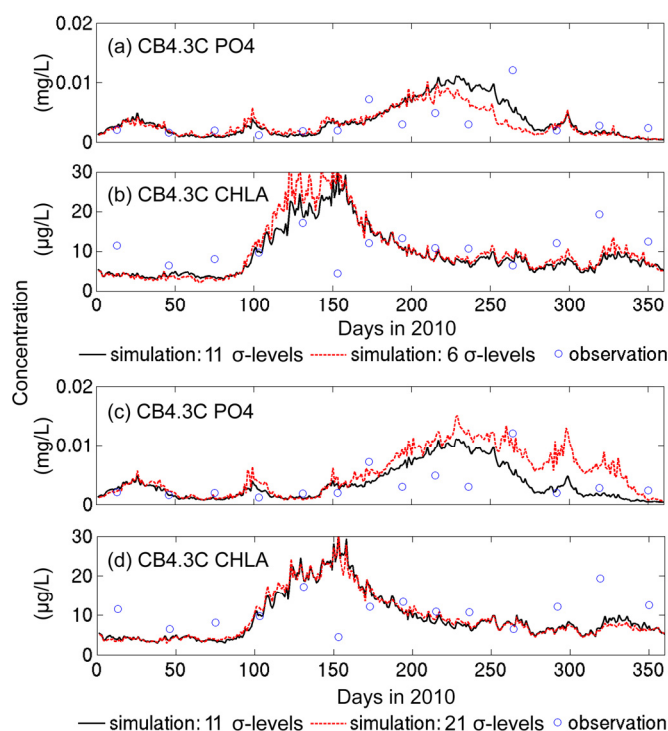 0.02
(a) CB4.3C PO4
0.01
(mg/L)
0
30
(b) CB4.3C CHLA
20
(μg/L)
10
0
0 50 100 150 200 250 300 350
Days in 2010
Concentration
simulation: 11 σ-levels simulation: 6 σ-levels observation
0.02
(c) CB4.3C PO4
0.01
(mg/L)
0
30
(d) CB4.3C CHLA
20
(μg/L)
10
0
0 50 100 150 200 250 300 350
Days in 2010
simulation: 11 σ-levels simulation: 21 σ-levels observation